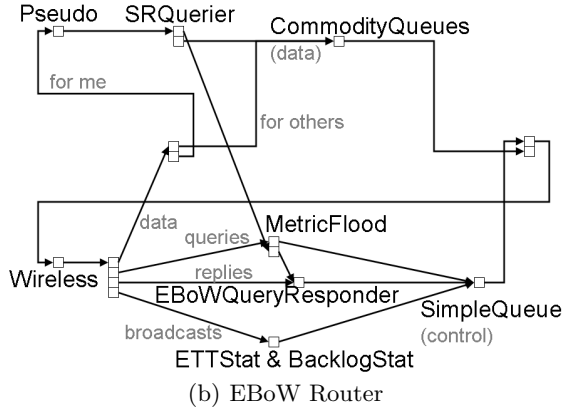 Pseudo
SRQuerier
CommodityQueues
(data)
for me
for others
data
MetricFlood
queries
Wireless
replies
EBoWQueryResponder
SimpleQueue
broadcasts
(control)
ETTStat & BacklogStat
(b) EBoW Router